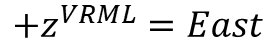 +z^{VRML} = East